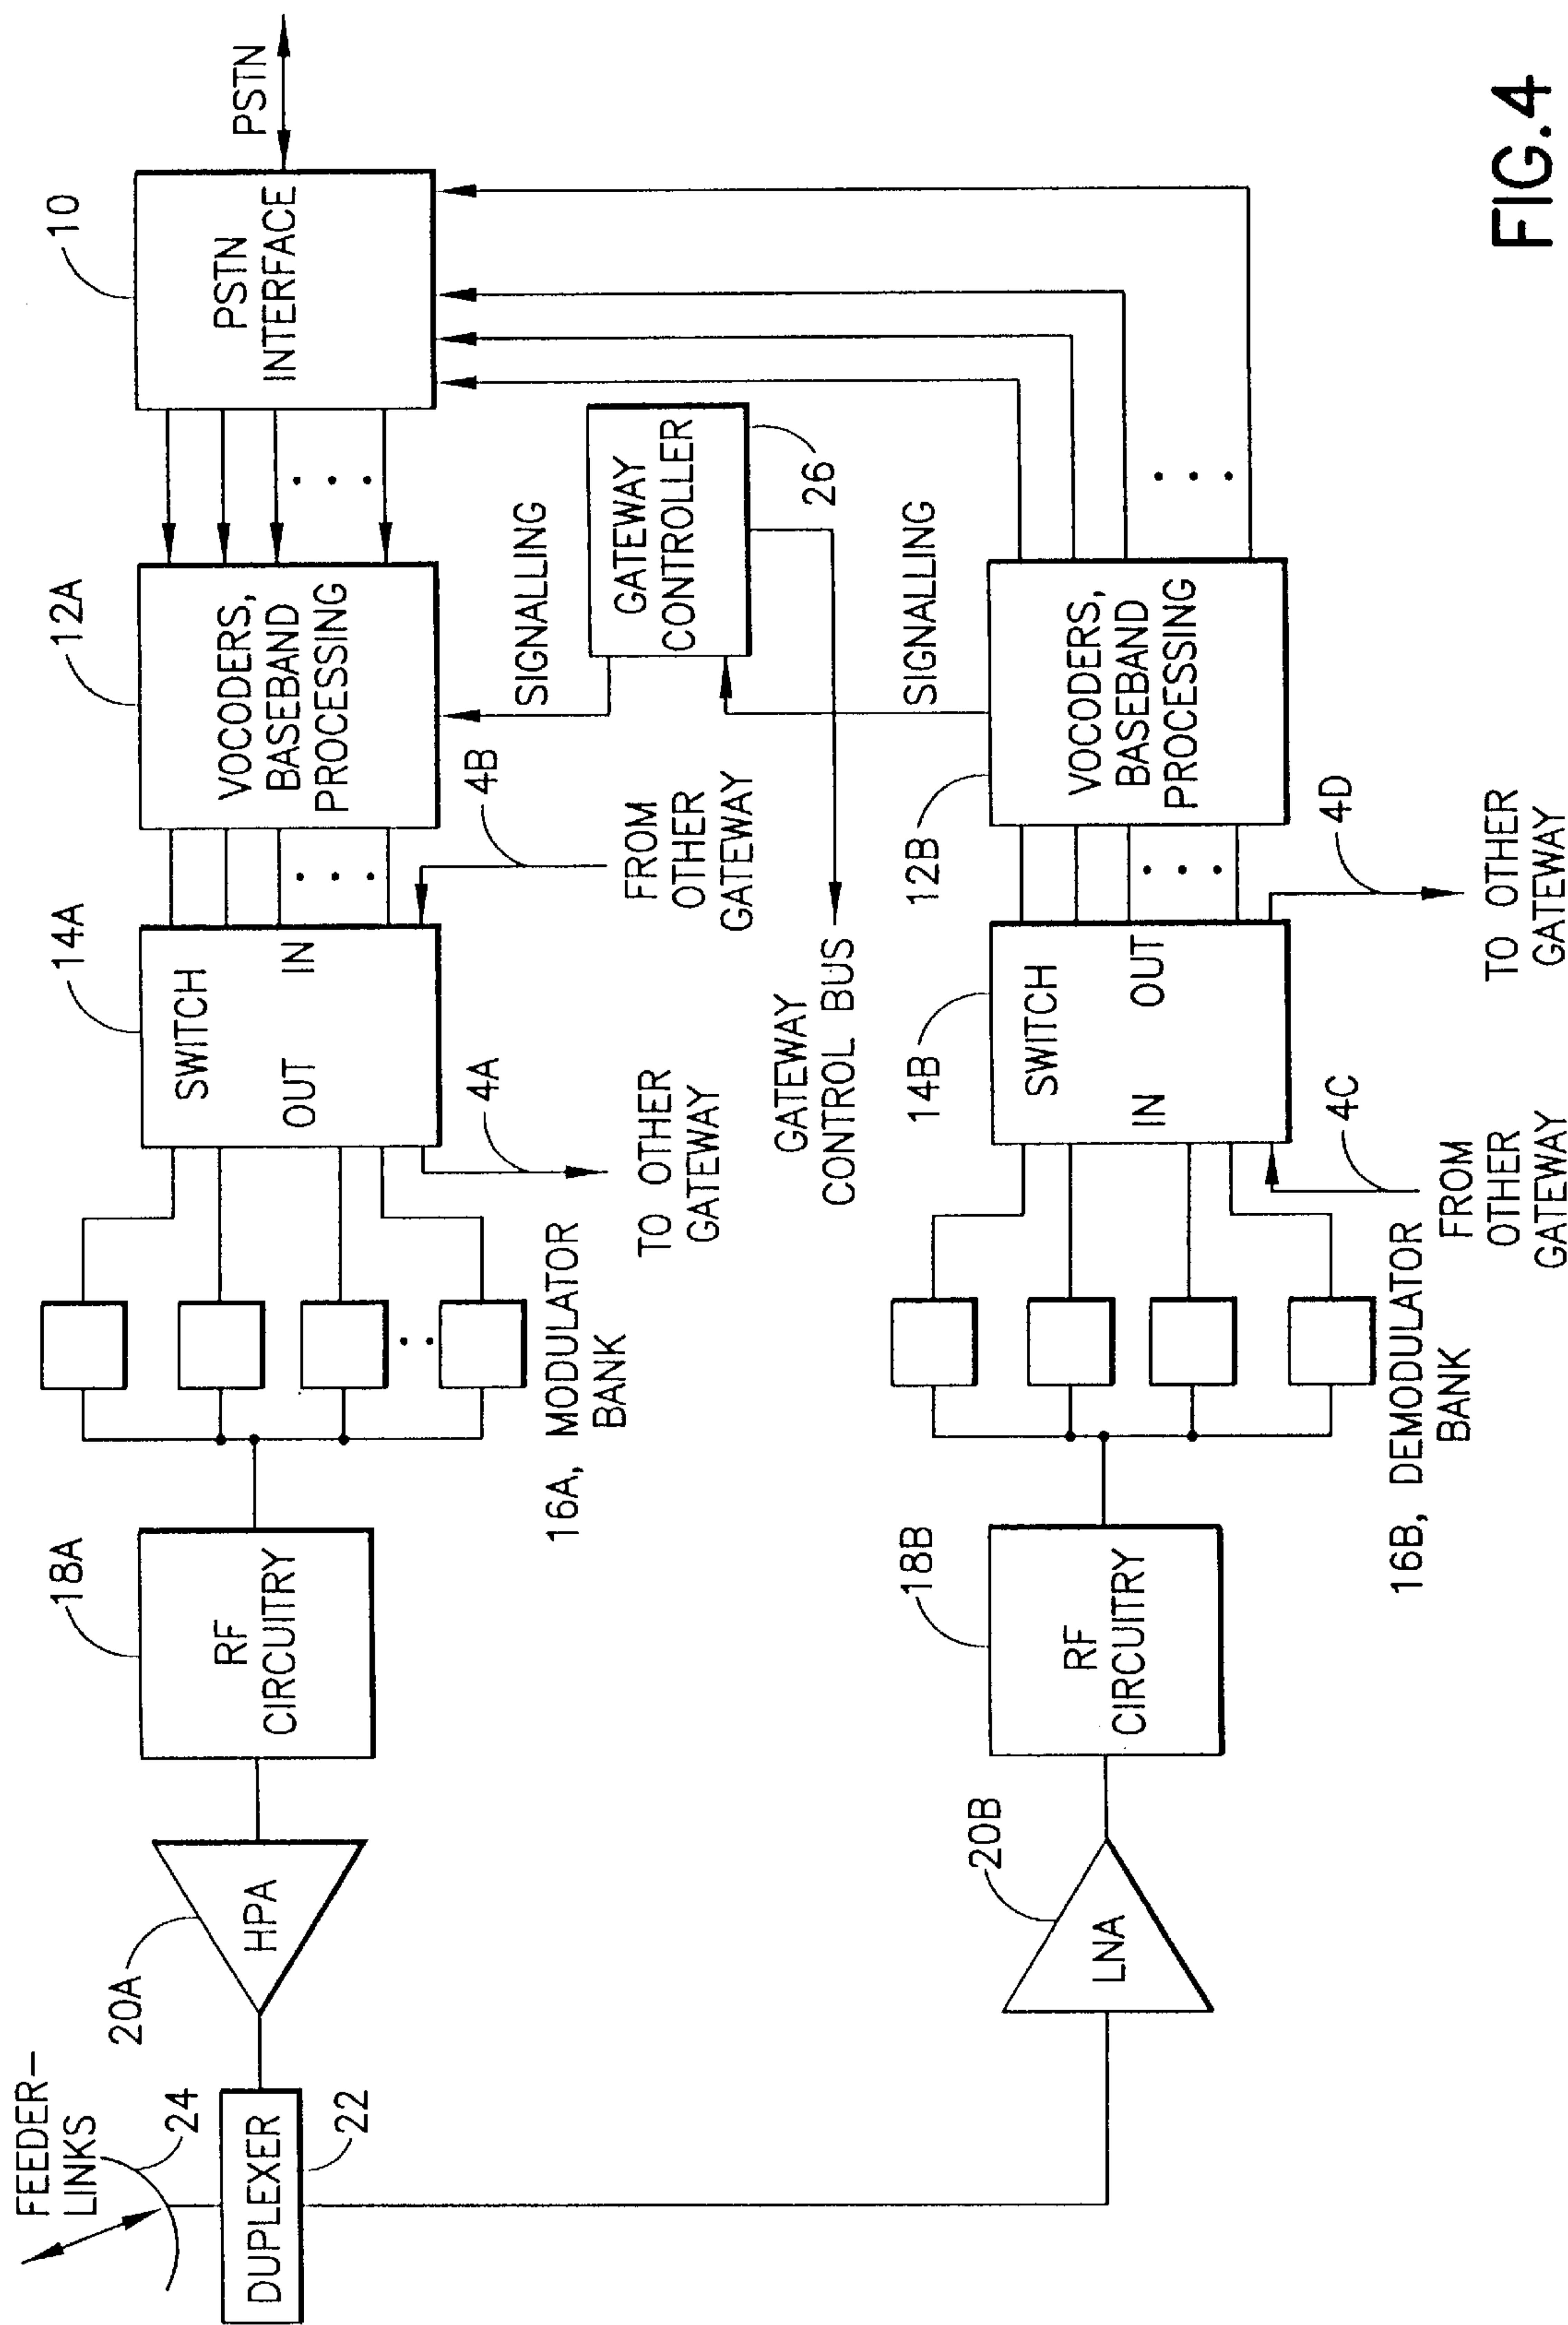 FEEDER–
LINKS
24
DUPLEXER
22
20A
HPA
18A
RF
CIRCUITRY
16A, MODULATOR
BANK
14A
SWITCH
OUT
IN
4A
TO OTHER
GATEWAY
4B
FROM
OTHER
GATEWAY
12A
VOCODERS,
BASEBAND
PROCESSING
10
PSTN
INTERFACE
PSTN
SIGNALLING
GATEWAY
CONTROLLER
26
GATEWAY
CONTROL BUS
SIGNALLING
20B
LNA
18B
RF
CIRCUITRY
16B, DEMODULATOR
BANK
14B
SWITCH
IN
OUT
4C
FROM
OTHER
GATEWAY
4D
TO OTHER
GATEWAY
12B
VOCODERS,
BASEBAND
PROCESSING
FIG.4